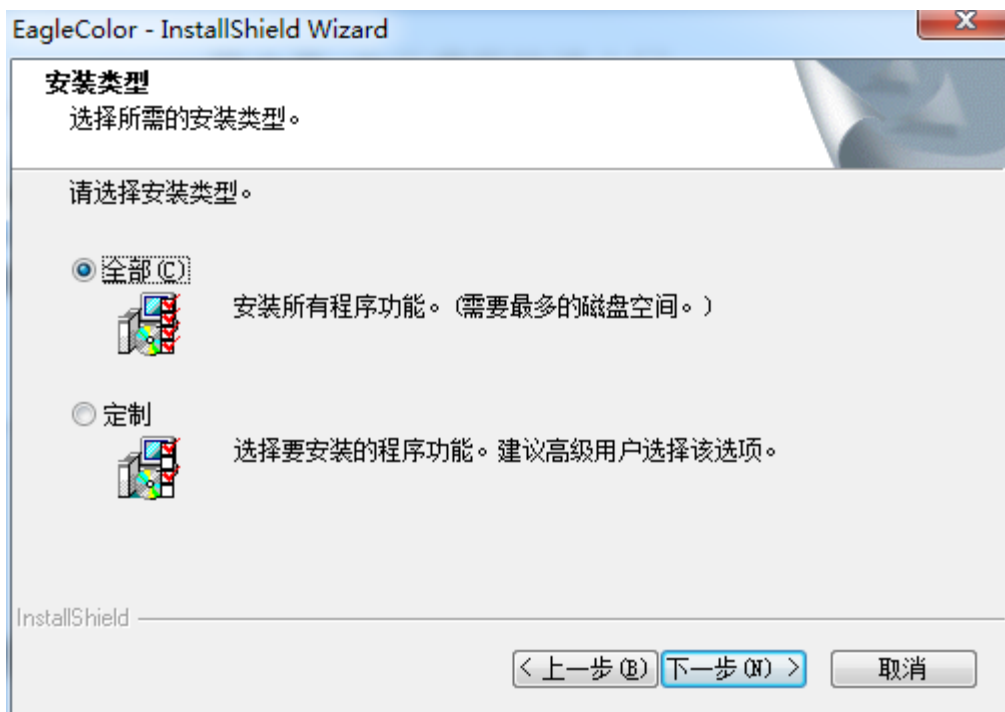 EagleColor - InstallShield Wizard
安装类型
选择所需的安装类型。
请选择安装类型。
全部(C)
安装所有程序功能。(需要最多的磁盘空间。)
定制
选择要安装的程序功能。建议高级用户选择该选项。
InstallShield
< 上一步(B) 下一步(N) > 取消